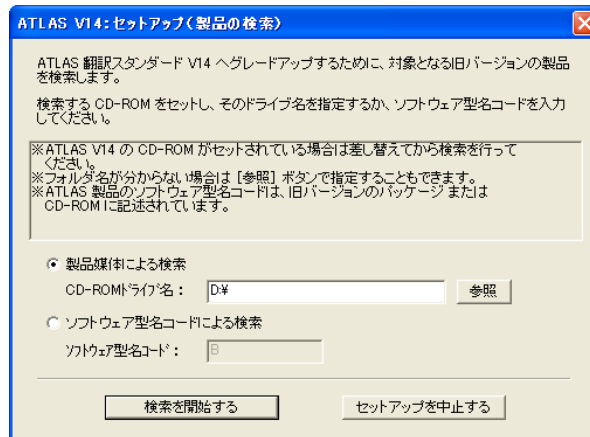 ATLAS V14:セットアップ(製品の検索)
ATLAS 翻訳スタンダード V14 へグレードアップするために、対象となる旧バージョンの製品
を検索します。
検索する CD-ROM をセットし、そのドライブ名を指定するか、ソフトウェア型名コードを入力
してください。
※ATLAS V14 の CD-ROM がセットされている場合は差し替えてから検索を行って
ください。
※フォルダ名が分からない場合は [参照] ボタンで指定することもできます。
※ATLAS 製品のソフトウェア型名コードは、旧バージョンのパッケージ または
CD-ROM に記述されています。
製品媒体による検索
CD-ROMドライブ名: D:¥ 参照
ソフトウェア型名コードによる検索
ソフトウェア型名コード: B
検索を開始する セットアップを中止する